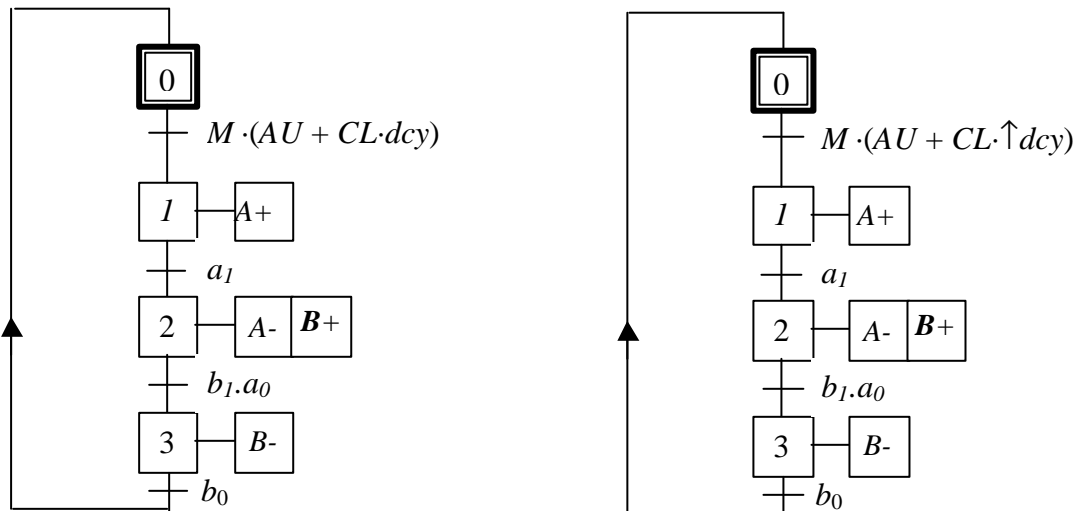 0
M·(AU + CL·dcy)
1 A+
a1
2 A- B+
b1.a0
3 B-
b0
0
M·(AU + CL·↑dcy)
1 A+
a1
2 A- B+
b1.a0
3 B-
b0